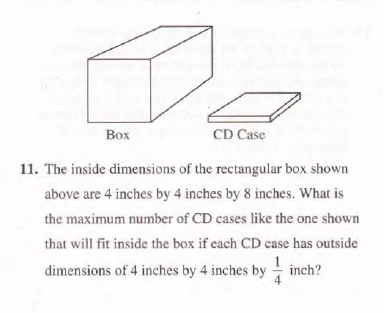 Box
CD Case
11. The inside dimensions of the rectangular box shown
above are 4 inches by 4 inches by 8 inches. What is
the maximum number of CD cases like the one shown
that will fit inside the box if each CD case has outside
dimensions of 4 inches by 4 inches by 1/4 inch?